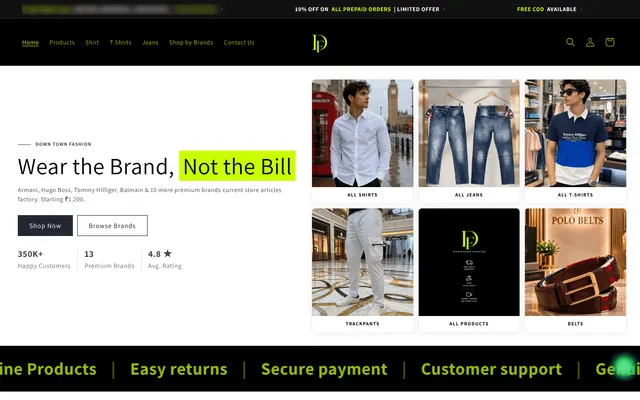 10% OFF ON ALL PREPAID ORDERS | LIMITED OFFER
FREE COD AVAILABLE
Home Products Shirt T-Shirts Jeans Shop by Brands Contact Us
DOWN TOWN FASHION
Wear the Brand, Not the Bill
Armani, Hugo Boss, Tommy Hilfiger, Balmain & 10 more premium brands current store articles
factory. Starting ₹1,200.
Shop Now Browse Brands
350K+ 13 4.8 ★
Happy Customers Premium Brands Avg. Rating
TELEPHONE
Tommy Hilfiger
ALL SHIRTS ALL JEANS ALL T-SHIRTS
POLO BELTS
TRACKPANTS ALL PRODUCTS BELTS
ine Products | Easy returns | Secure payment | Customer support | Genui